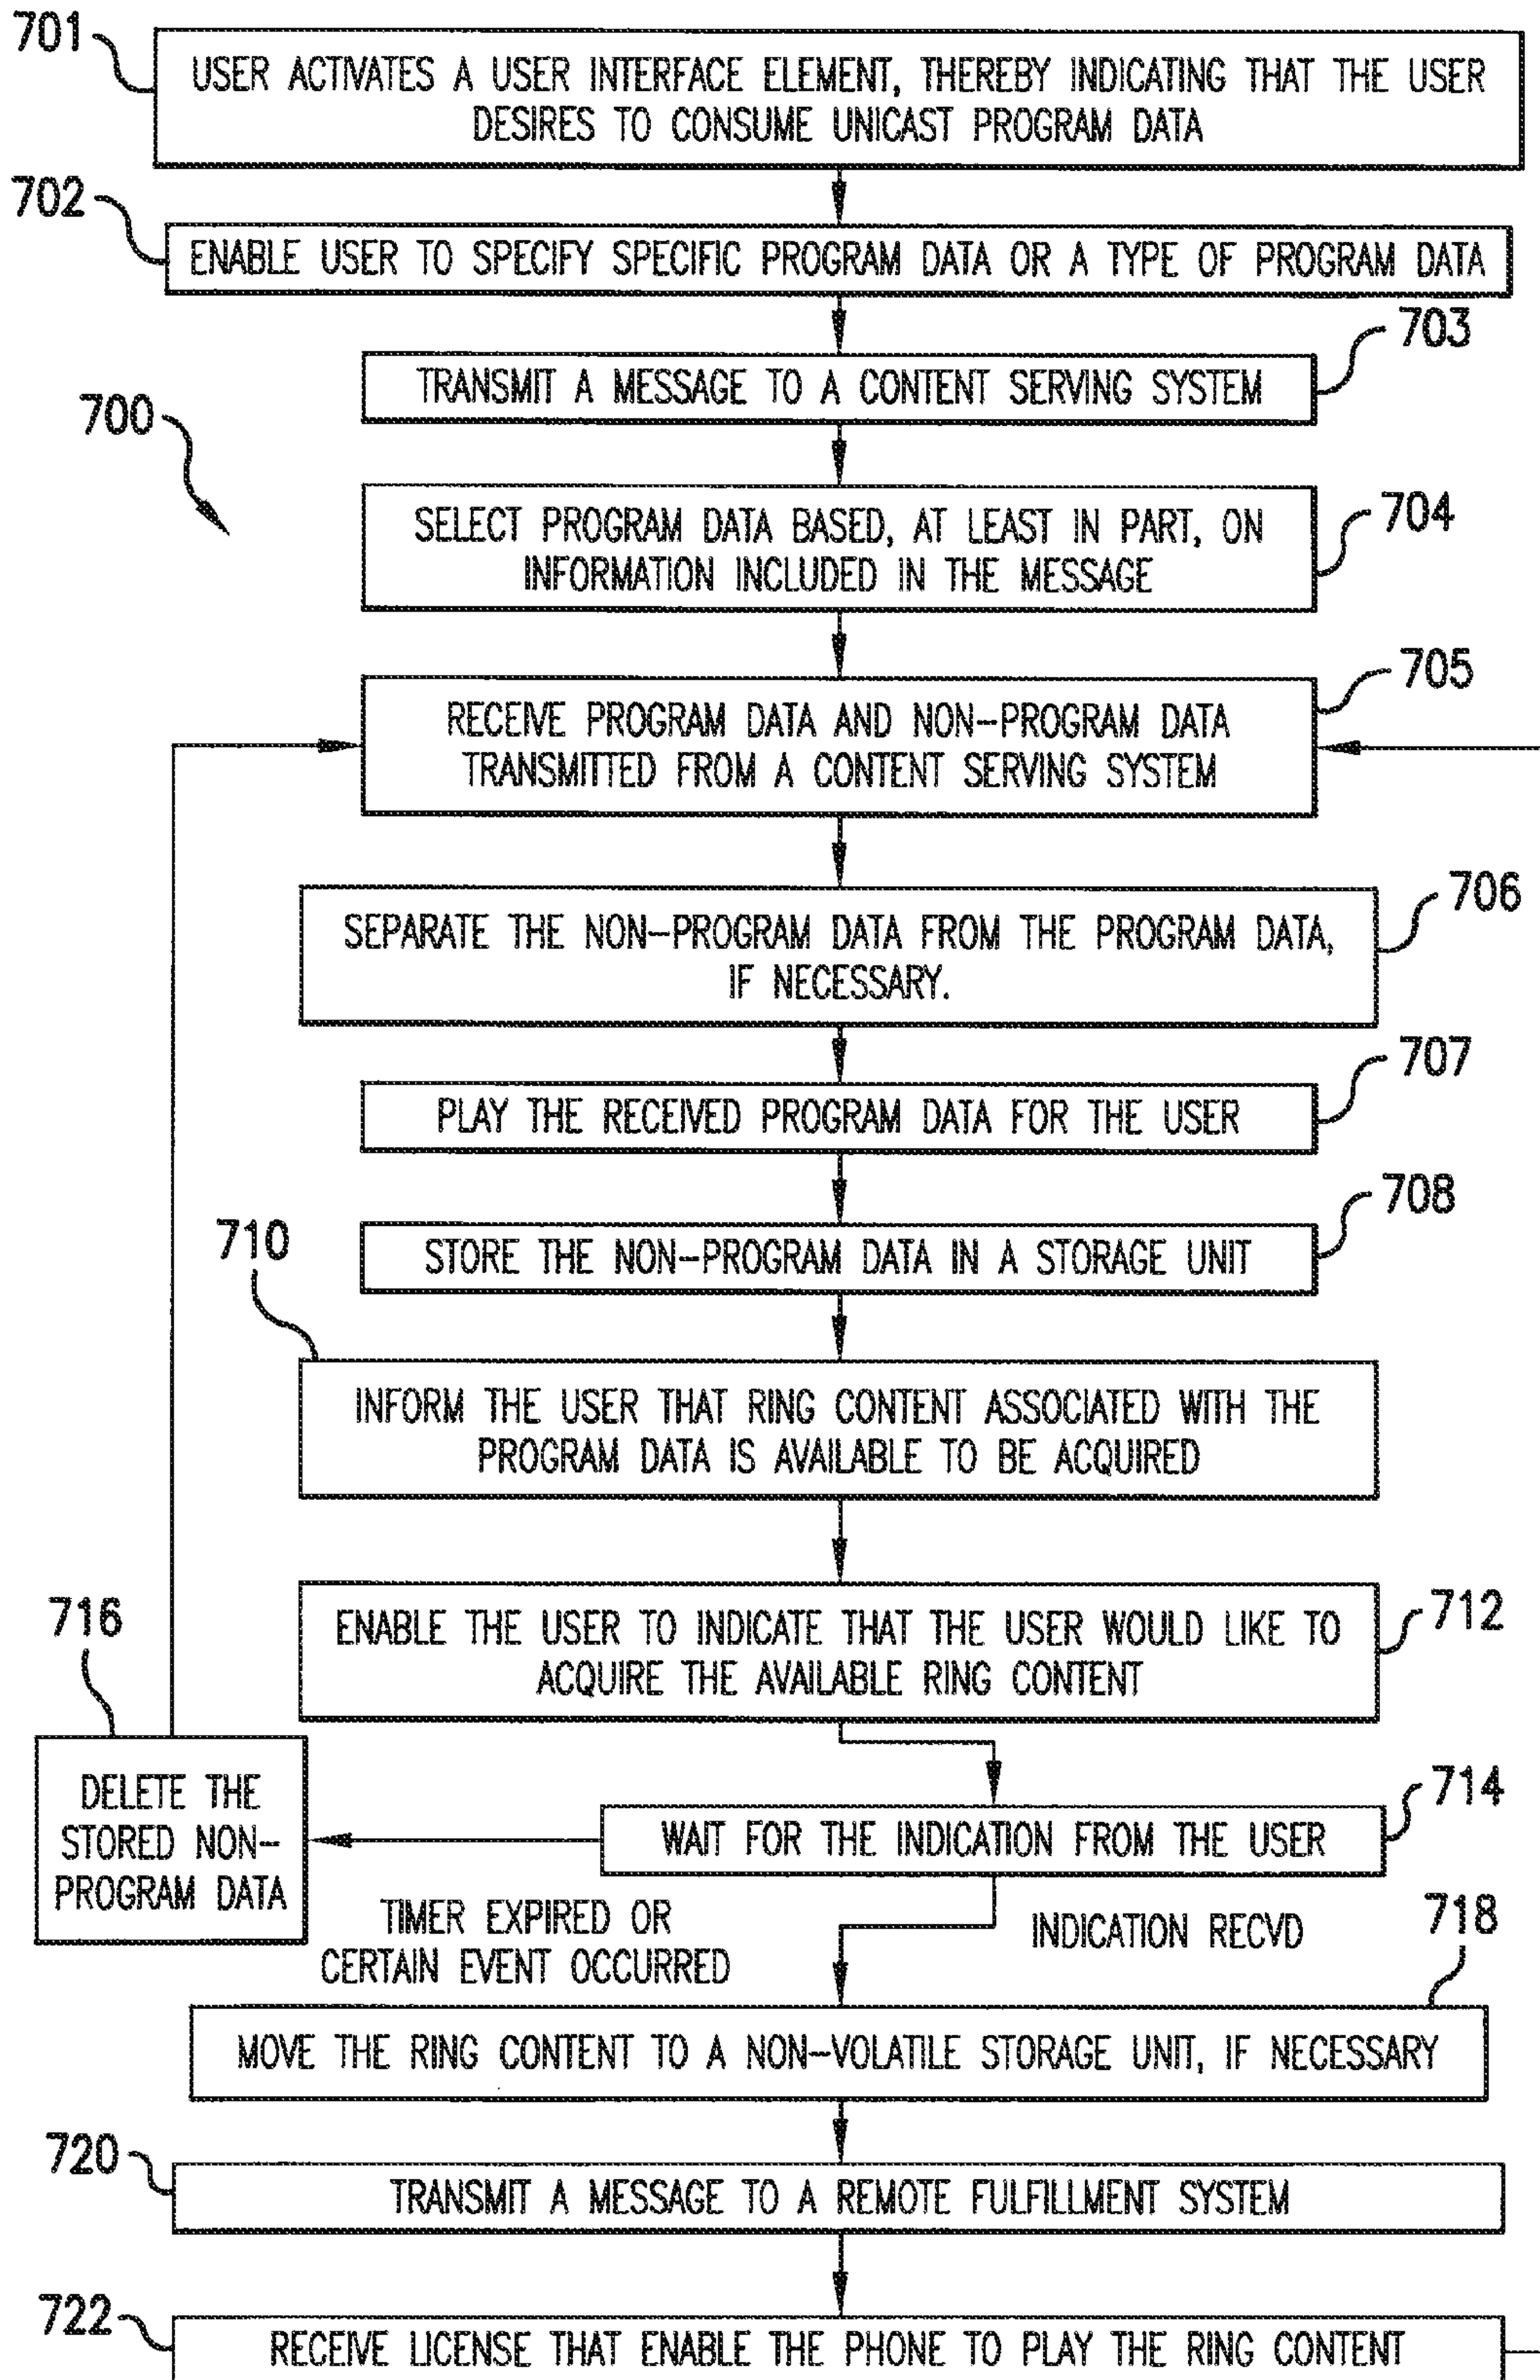 701
USER ACTIVATES A USER INTERFACE ELEMENT, THEREBY INDICATING THAT THE USER
DESIRES TO CONSUME UNICAST PROGRAM DATA
702
ENABLE USER TO SPECIFY SPECIFIC PROGRAM DATA OR A TYPE OF PROGRAM DATA
703
TRANSMIT A MESSAGE TO A CONTENT SERVING SYSTEM
700
704
SELECT PROGRAM DATA BASED, AT LEAST IN PART, ON
INFORMATION INCLUDED IN THE MESSAGE
705
RECEIVE PROGRAM DATA AND NON-PROGRAM DATA
TRANSMITTED FROM A CONTENT SERVING SYSTEM
706
SEPARATE THE NON-PROGRAM DATA FROM THE PROGRAM DATA,
IF NECESSARY.
707
PLAY THE RECEIVED PROGRAM DATA FOR THE USER
708
STORE THE NON-PROGRAM DATA IN A STORAGE UNIT
710
INFORM THE USER THAT RING CONTENT ASSOCIATED WITH THE
PROGRAM DATA IS AVAILABLE TO BE ACQUIRED
712
ENABLE THE USER TO INDICATE THAT THE USER WOULD LIKE TO
ACQUIRE THE AVAILABLE RING CONTENT
716
DELETE THE
STORED NON-
PROGRAM DATA
714
WAIT FOR THE INDICATION FROM THE USER
TIMER EXPIRED OR
CERTAIN EVENT OCCURRED
INDICATION RECVD
718
MOVE THE RING CONTENT TO A NON-VOLATILE STORAGE UNIT, IF NECESSARY
720
TRANSMIT A MESSAGE TO A REMOTE FULFILLMENT SYSTEM
722
RECEIVE LICENSE THAT ENABLE THE PHONE TO PLAY THE RING CONTENT